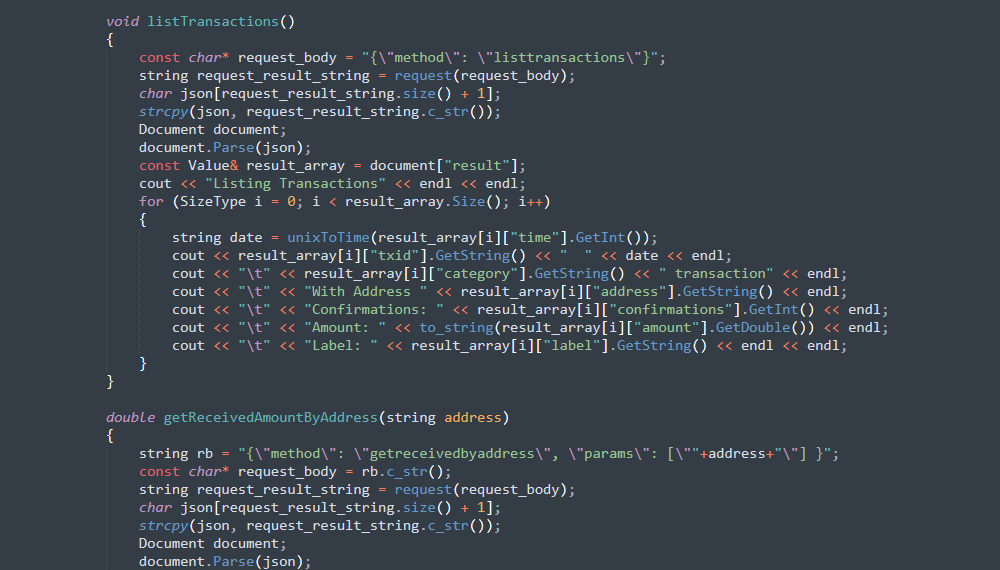 void listTransactions()
{
const char* request_body = "{\"method\": \"listtransactions\"}";
string request_result_string = request(request_body);
char json[request_result_string.size() + 1];
strcpy(json, request_result_string.c_str());
Document document;
document.Parse(json);
const Value& result_array = document["result"];
cout << "Listing Transactions" << endl << endl;
for (SizeType i = 0; i < result_array.Size(); i++)
{
string date = unixToTime(result_array[i]["time"].GetInt());
cout << result_array[i]["txid"].GetString() << "  " << date << endl;
cout << "\t" << result_array[i]["category"].GetString() << " transaction" << endl;
cout << "\t" << "With Address " << result_array[i]["address"].GetString() << endl;
cout << "\t" << "Confirmations: " << result_array[i]["confirmations"].GetInt() << endl;
cout << "\t" << "Amount: " << to_string(result_array[i]["amount"].GetDouble()) << endl;
cout << "\t" << "Label: " << result_array[i]["label"].GetString() << endl << endl;
}
}
double getReceivedAmountByAddress(string address)
{
string rb = "{\"method\": \"getreceivedbyaddress\", \"params\": [\""+address+"\"] }";
const char* request_body = rb.c_str();
string request_result_string = request(request_body);
char json[request_result_string.size() + 1];
strcpy(json, request_result_string.c_str());
Document document;
document.Parse(json);